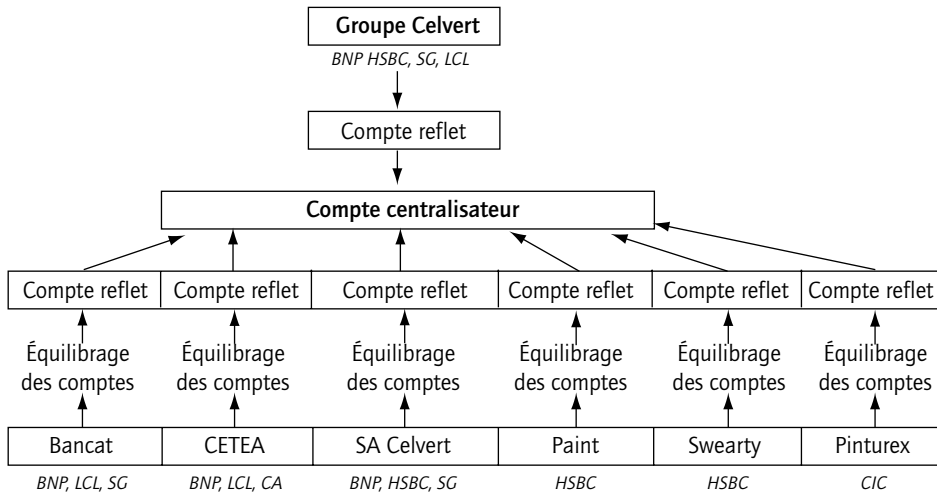 Groupe Celvert
BNP HSBC, SG, LCL
Compte reflet
Compte centralisateur
Compte reflet Compte reflet Compte reflet Compte reflet Compte reflet Compte reflet
Équilibrage Équilibrage Équilibrage Équilibrage Équilibrage Équilibrage
des comptes des comptes des comptes des comptes des comptes des comptes
Bancat CETEA SA Celvert Paint Swearty Pinturex
BNP, LCL, SG BNP, LCL, CA BNP, HSBC, SG HSBC HSBC CIC